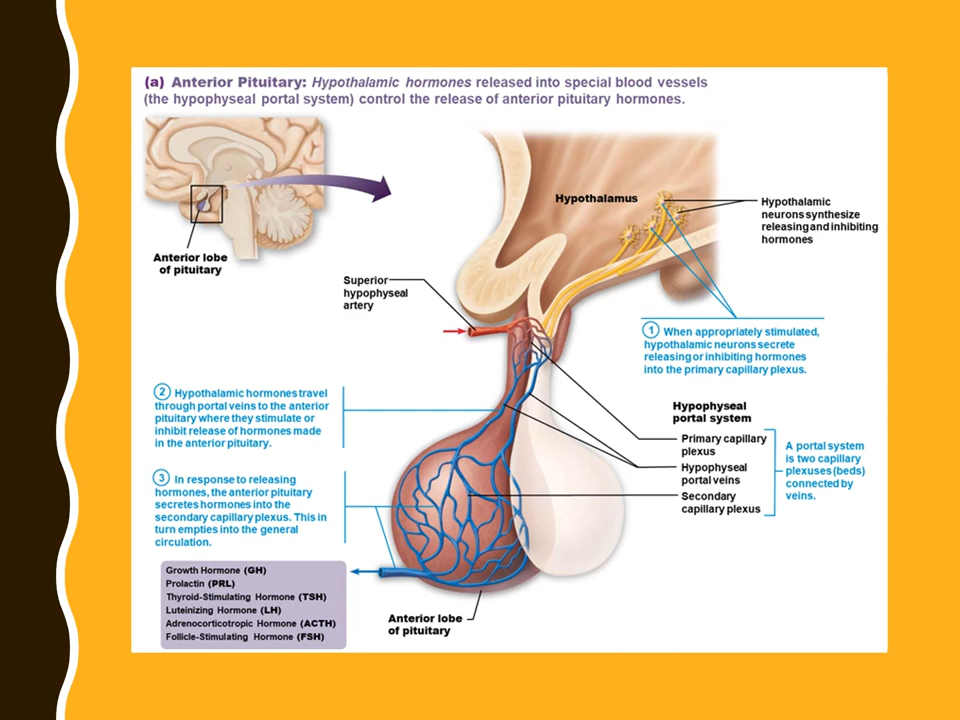 (a) Anterior Pituitary: Hypothalamic hormones released into special blood vessels
(the hypophyseal portal system) control the release of anterior pituitary hormones.
Hypothalamus
Hypothalamic
neurons synthesize
releasing and inhibiting
hormones
Anterior lobe
of pituitary
Superior
hypophyseal
artery
1 When appropriately stimulated,
hypothalamic neurons secrete
releasing or inhibiting hormones
into the primary capillary plexus.
2 Hypothalamic hormones travel
through portal veins to the anterior
pituitary where they stimulate or
inhibit release of hormones made
in the anterior pituitary.
Hypophyseal
portal system
Primary capillary
plexus
Hypophyseal
portal veins
Secondary
capillary plexus
A portal system
is two capillary
plexuses (beds)
connected by
veins.
3 In response to releasing
hormones, the anterior pituitary
secretes hormones into the
secondary capillary plexus. This in
turn empties into the general
circulation.
Growth Hormone (GH)
Prolactin (PRL)
Thyroid-Stimulating Hormone (TSH)
Luteinizing Hormone (LH)
Adrenocorticotropic Hormone (ACTH)
Follicle-Stimulating Hormone (FSH)
Anterior lobe
of pituitary